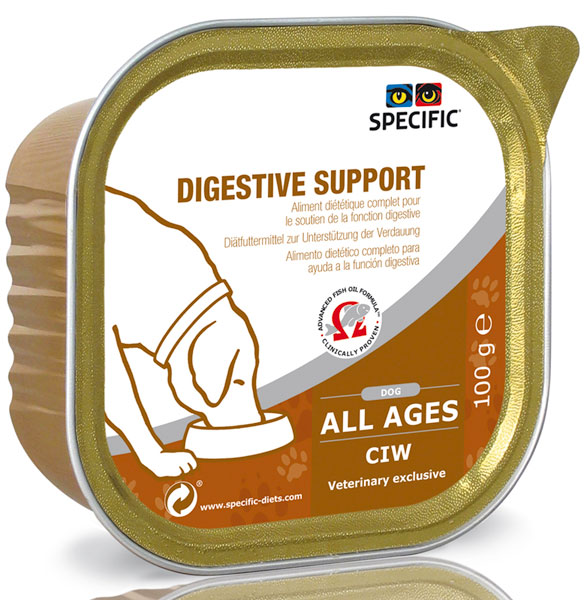 SPECIFIC®
DIGESTIVE SUPPORT
Aliment diététique complet pour
le soutien de la fonction digestive
Diätfuttermittel zur Unterstützung der Verdauung
Alimento dietético completo para
ayuda a la función digestiva
ADVANCED FISH OIL FORMULA™
Ω
• CLINICALLY PROVEN •
DOG
ALL AGES
CIW
Veterinary exclusive
100 g ℮
®
www.specific-diets.com